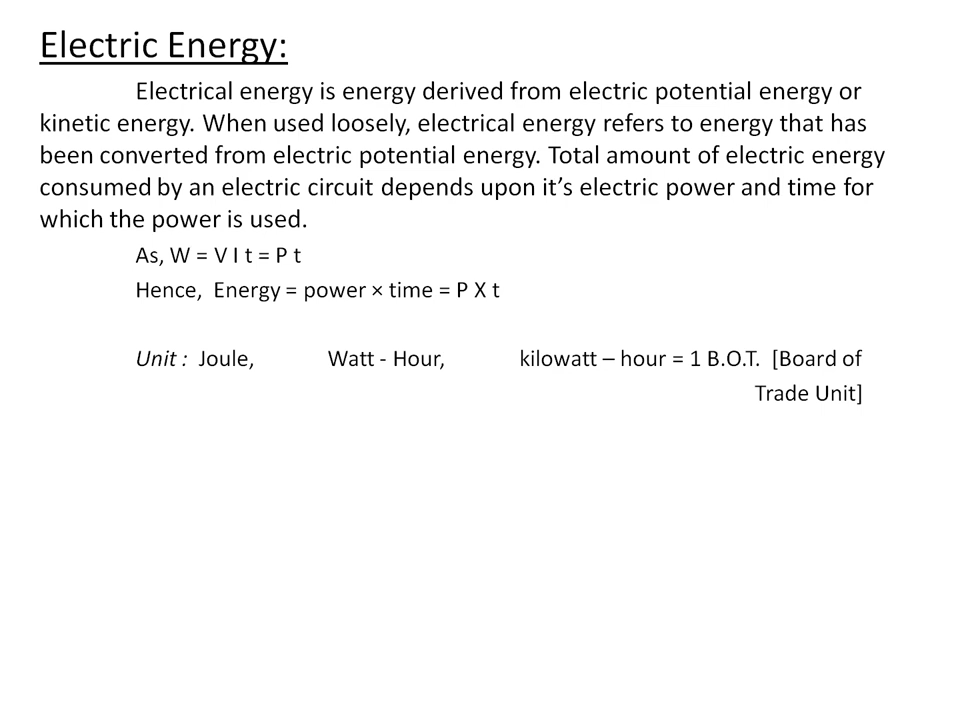 Electric Energy:
Electrical energy is energy derived from electric potential energy or
kinetic energy. When used loosely, electrical energy refers to energy that has
been converted from electric potential energy. Total amount of electric energy
consumed by an electric circuit depends upon it’s electric power and time for
which the power is used.
As, W = V I t = P t
Hence, Energy = power × time = P X t
Unit : Joule, Watt - Hour, kilowatt – hour = 1 B.O.T. [Board of
Trade Unit]